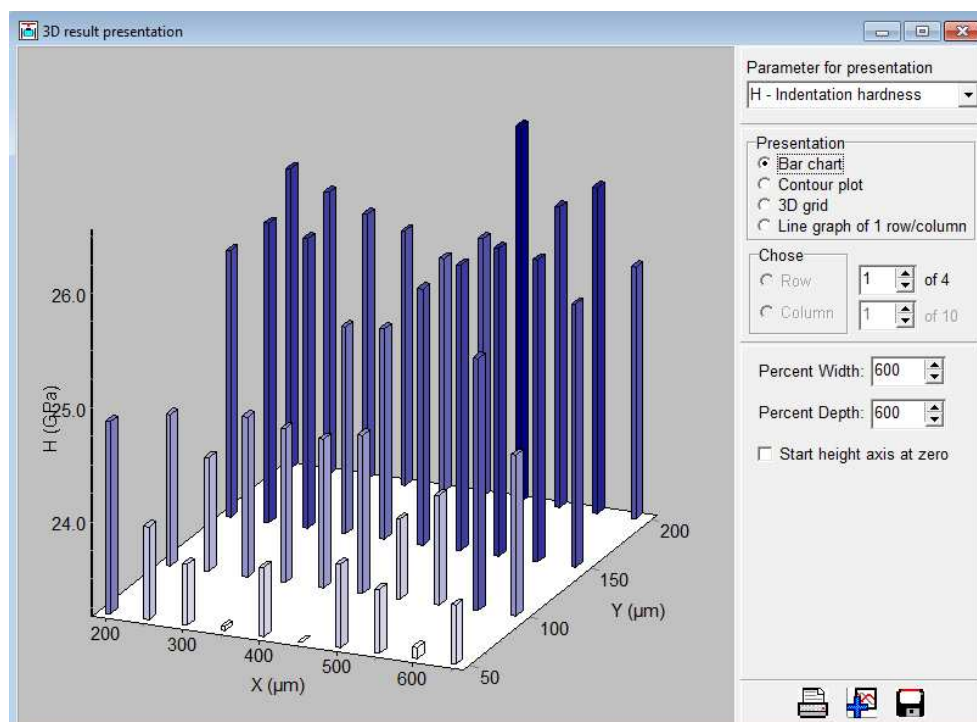 3D result presentation
Parameter for presentation
H - Indentation hardness
Presentation
Bar chart
Contour plot
3D grid
Line graph of 1 row/column
Chose
Row
1
of 4
Column
1
of 10
Percent Width:
600
Percent Depth:
600
Start height axis at zero
26.0
25.0
24.0
H (GPa)
200
300
400
500
600
X (µm)
50
100
150
200
Y (µm)